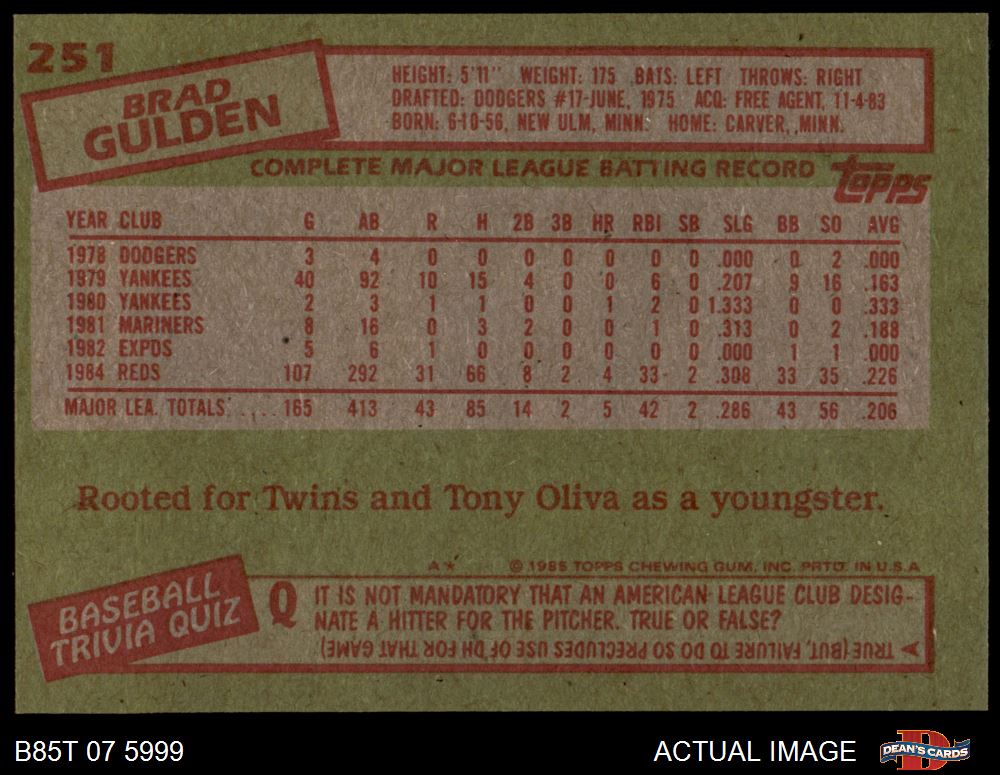 251
BRAD
GULDEN
HEIGHT: 5'11" WEIGHT: 175 BATS: LEFT THROWS: RIGHT
DRAFTED: DODGERS #17-JUNE, 1975 ACQ: FREE AGENT, 11-4-83
BORN: 6-10-56, NEW ULM, MINN. HOME: CARVER, MINN.
COMPLETE MAJOR LEAGUE BATTING RECORD
topps
YEAR CLUB G AB R H 2B 3B HR RBI SB SLG BB SO AVG
1978 DODGERS 3 4 0 0 0 0 0 0 0 .000 0 2 .000
1979 YANKEES 40 92 10 15 4 0 0 6 0 .207 9 16 .163
1980 YANKEES 2 3 1 1 0 0 1 2 0 1.333 0 0 .333
1981 MARINERS 8 16 0 3 2 0 0 1 0 .313 0 2 .188
1982 EXPOS 5 6 1 0 0 0 0 0 0 .000 1 1 .000
1984 REDS 107 292 31 66 8 2 4 33 2 .308 33 35 .226
MAJOR LEA. TOTALS..... 165 413 43 85 14 2 5 42 2 .286 43 56 .206
Rooted for Twins and Tony Oliva as a youngster.
A* © 1985 TOPPS CHEWING GUM, INC. PRTD. IN U.S.A.
BASEBALL
TRIVIA QUIZ
Q IT IS NOT MANDATORY THAT AN AMERICAN LEAGUE CLUB DESIG-
NATE A HITTER FOR THE PITCHER. TRUE OR FALSE?
A TRUE (BUT, FAILURE TO DO SO PRECLUDES USE OF DH FOR THAT GAME)
B85T 07 5999
ACTUAL IMAGE
D
DEAN'S CARDS